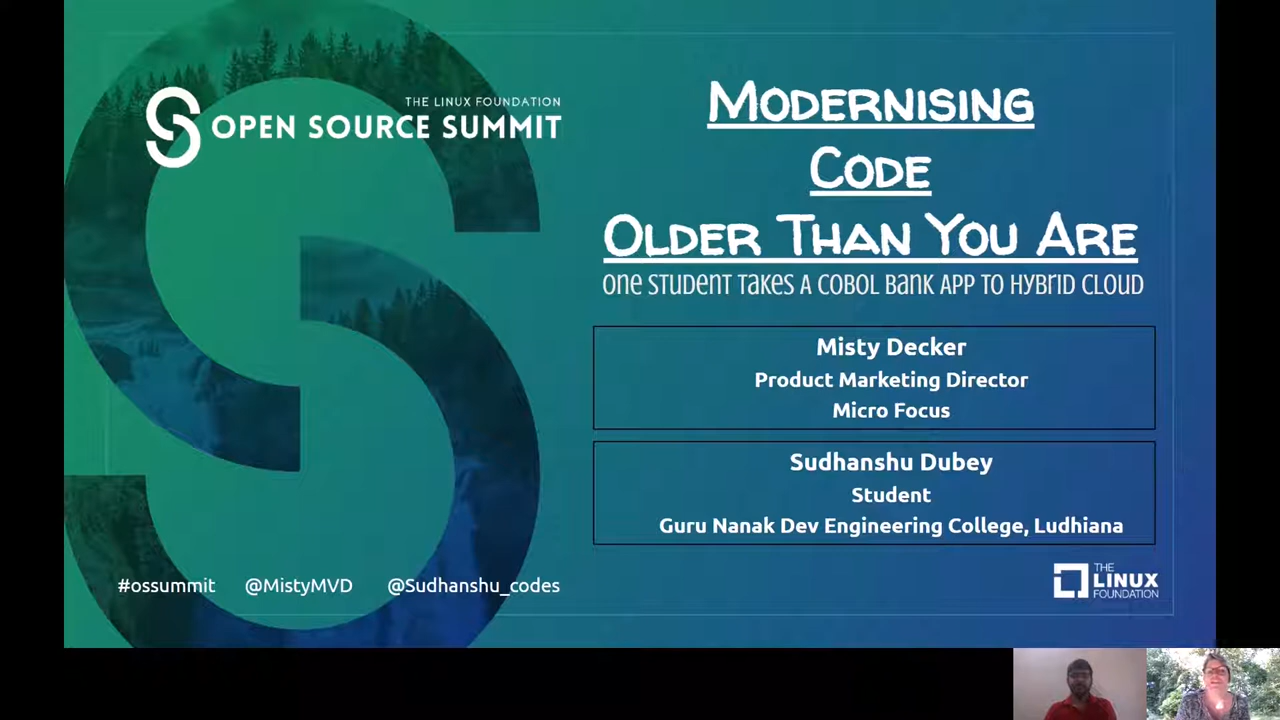 THE LINUX FOUNDATION
OPEN SOURCE SUMMIT
Modernising
Code
Older Than You Are
One Student Takes a COBOL Bank App to Hybrid Cloud
Misty Decker
Product Marketing Director
Micro Focus
Sudhanshu Dubey
Student
Guru Nanak Dev Engineering College, Ludhiana
#ossummit @MistyMVD @Sudhanshu_codes
THE
LINUX
FOUNDATION